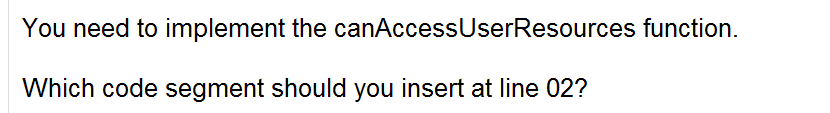 You need to implement the canAccessUserResources function.
Which code segment should you insert at line 02?